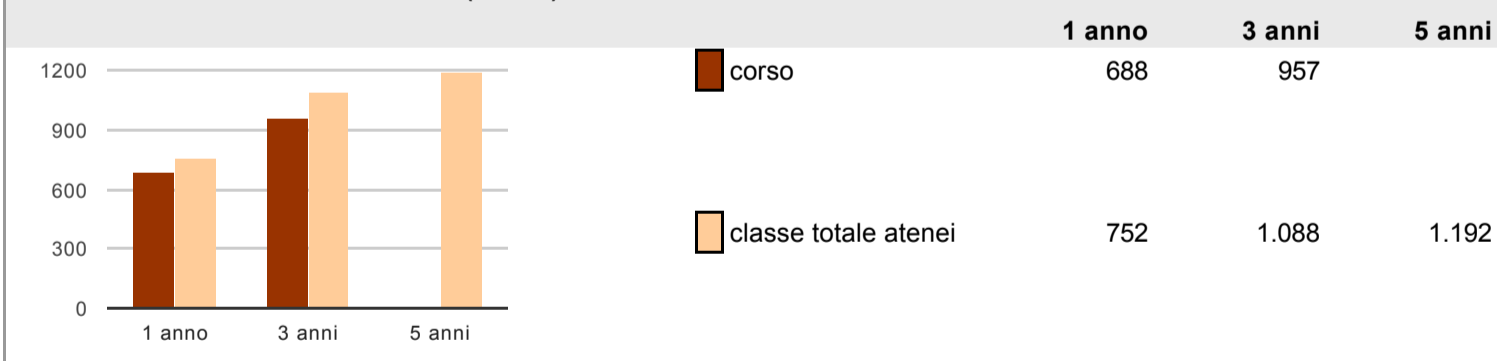 1 anno 3 anni 5 anni
1200
corso 688 957
900
600
classe totale atenei 752 1.088 1.192
300
0
1 anno 3 anni 5 anni